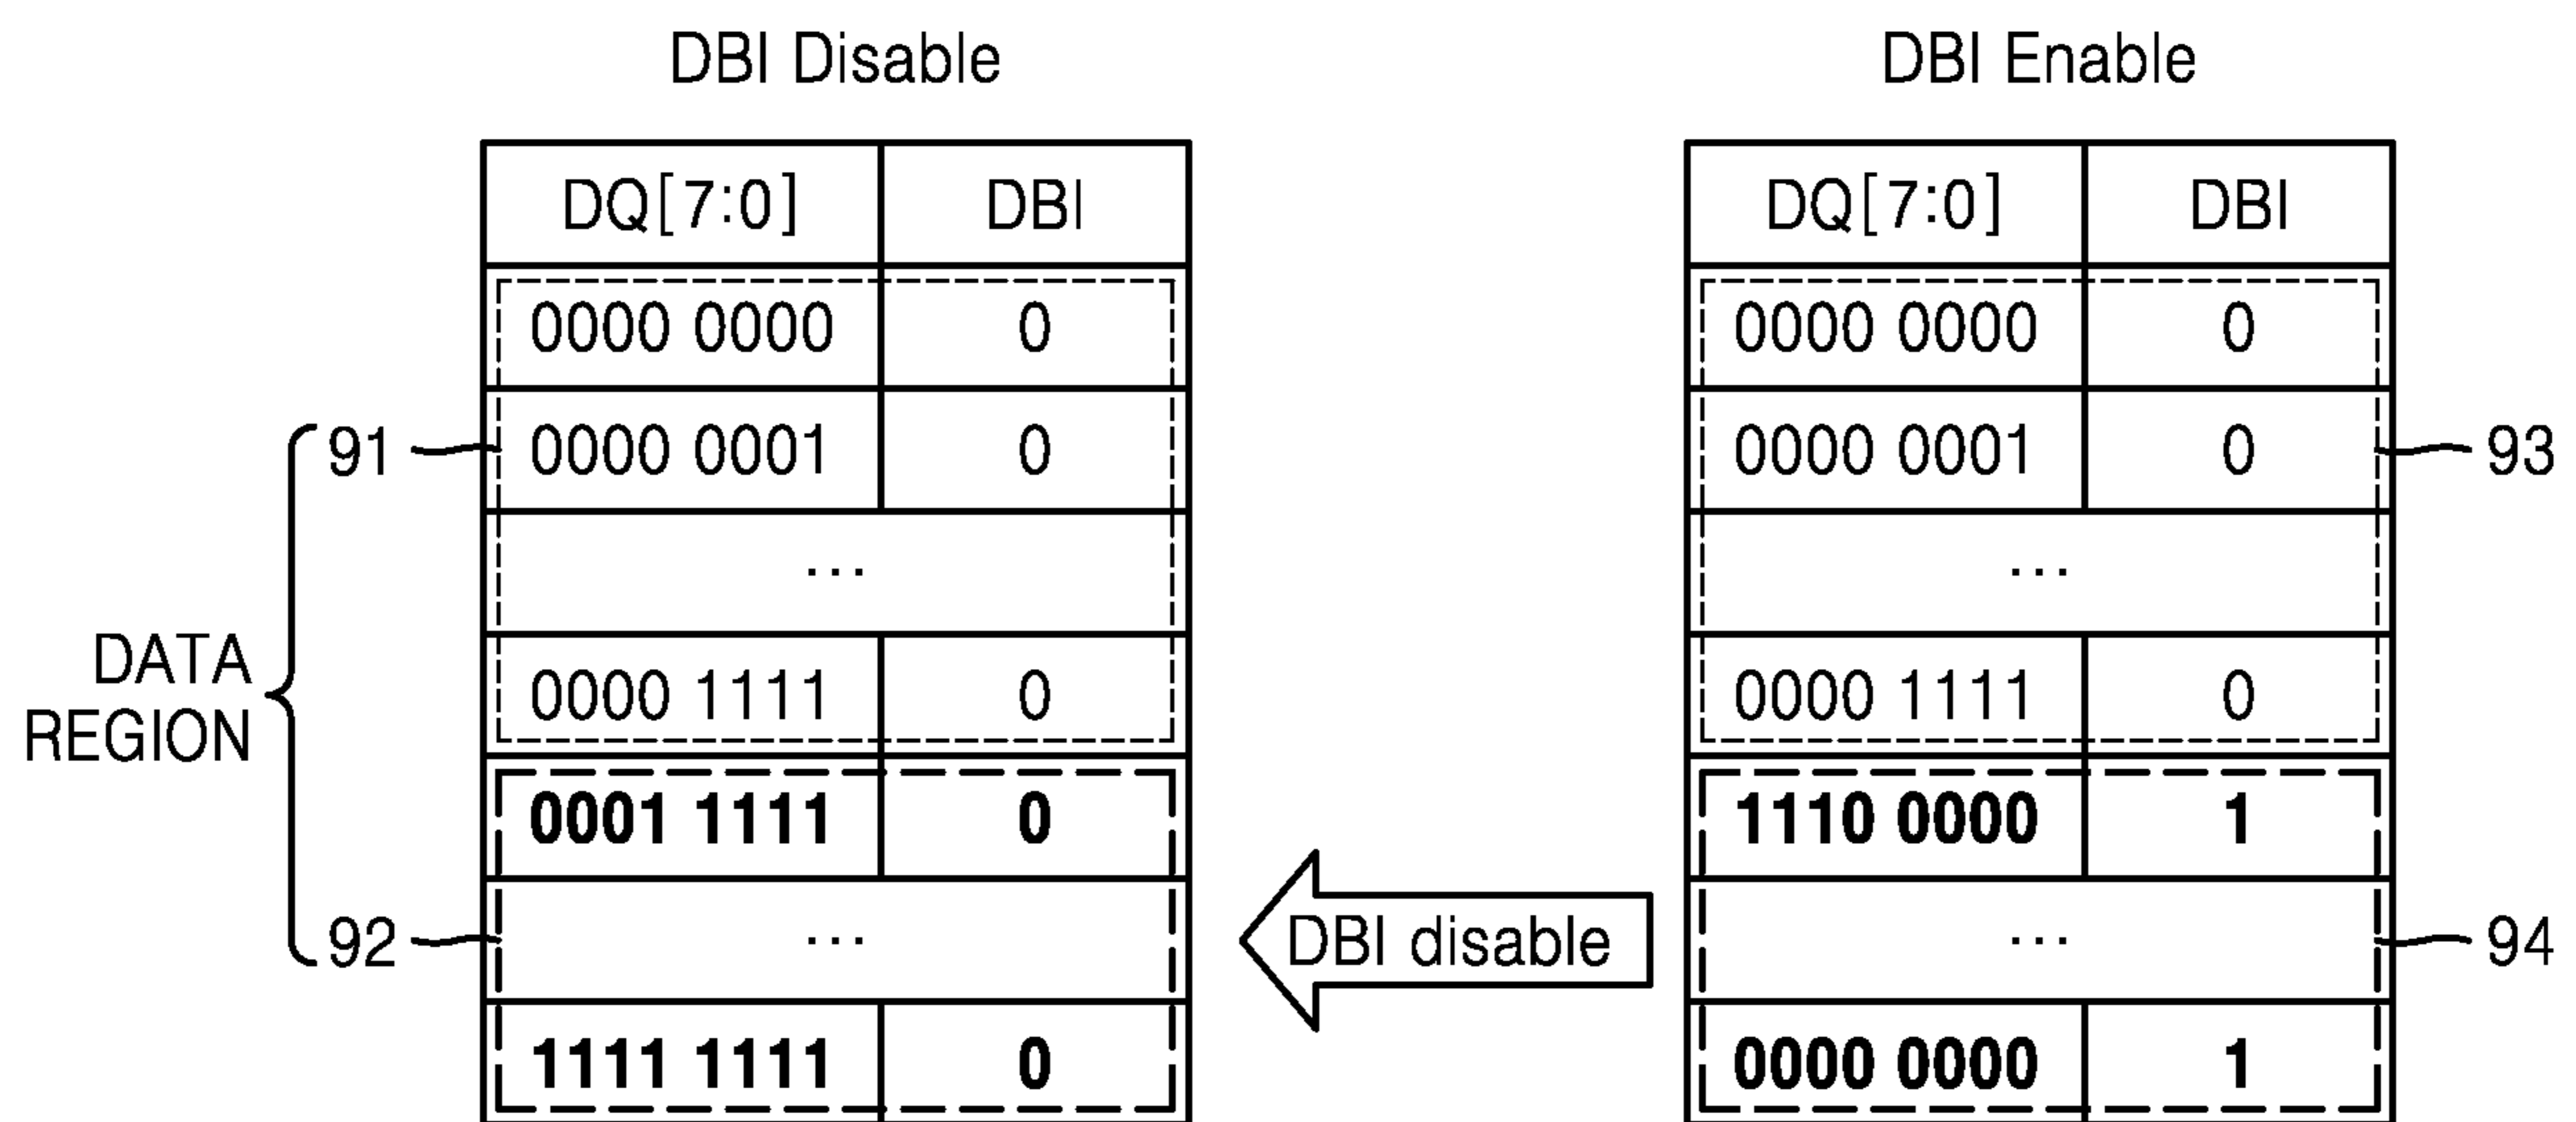 DBI Disable
DBI Enable
DQ[7:0] DBI DQ[7:0] DBI
0000 0000 0 0000 0000 0
91 0000 0001 0 0000 0001 0 93
... ...
DATA
REGION
0000 1111 0 0000 1111 0
0001 1111 0 1110 0000 1
92 ... DBI disable ... 94
1111 1111 0 0000 0000 1